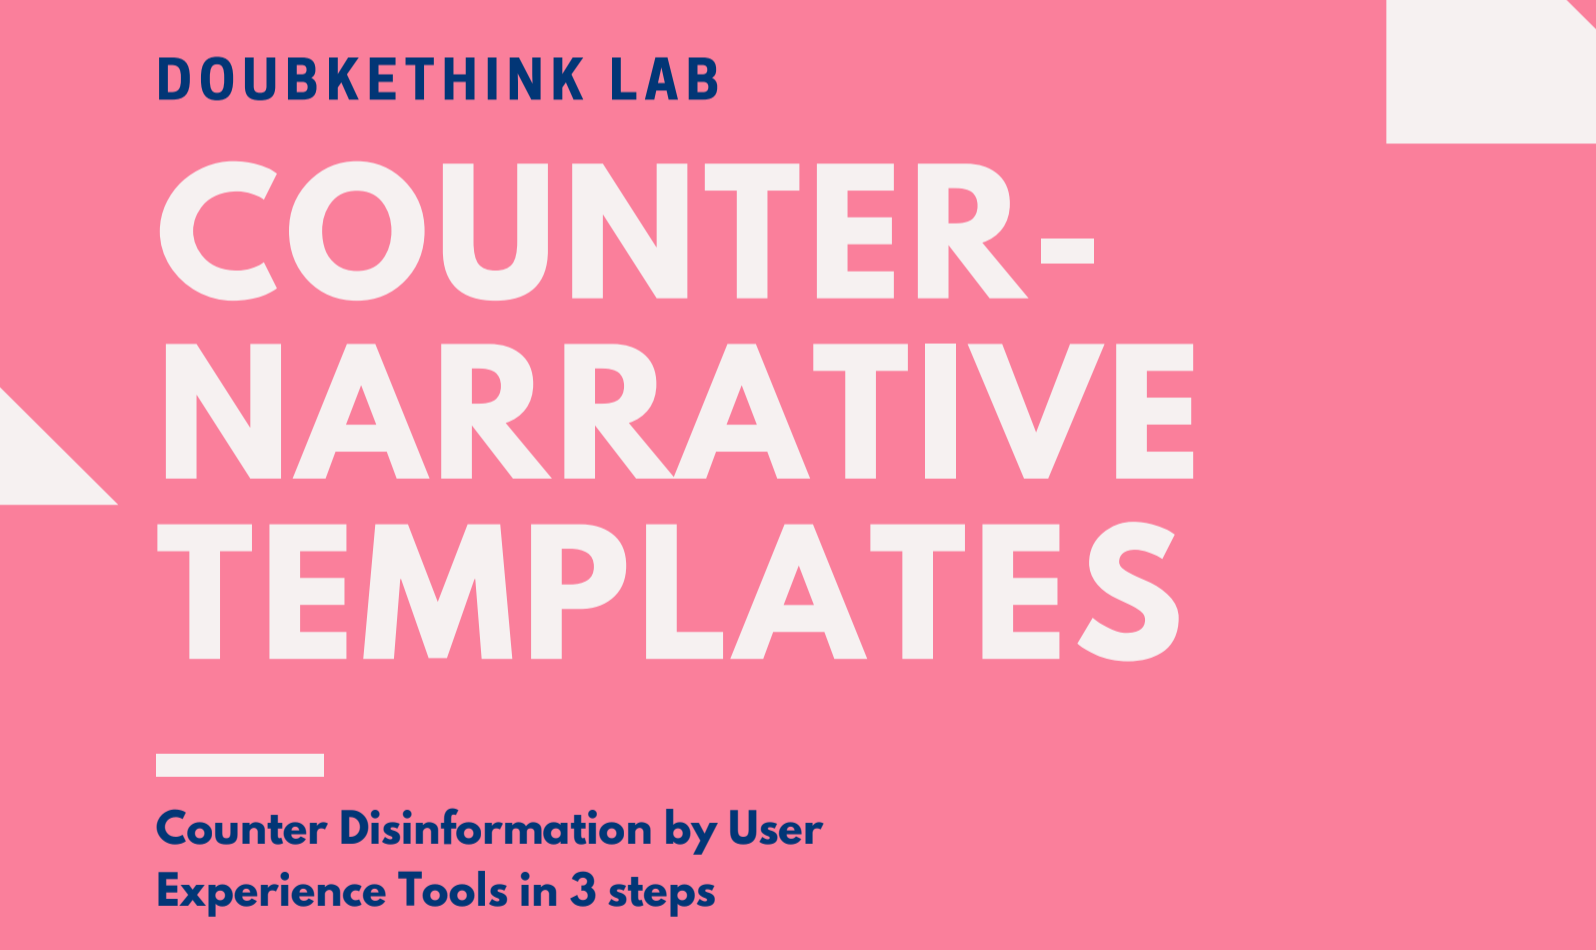 DOUBKETHINK LAB
COUNTER-
NARRATIVE
TEMPLATES
Counter Disinformation by User
Experience Tools in 3 steps